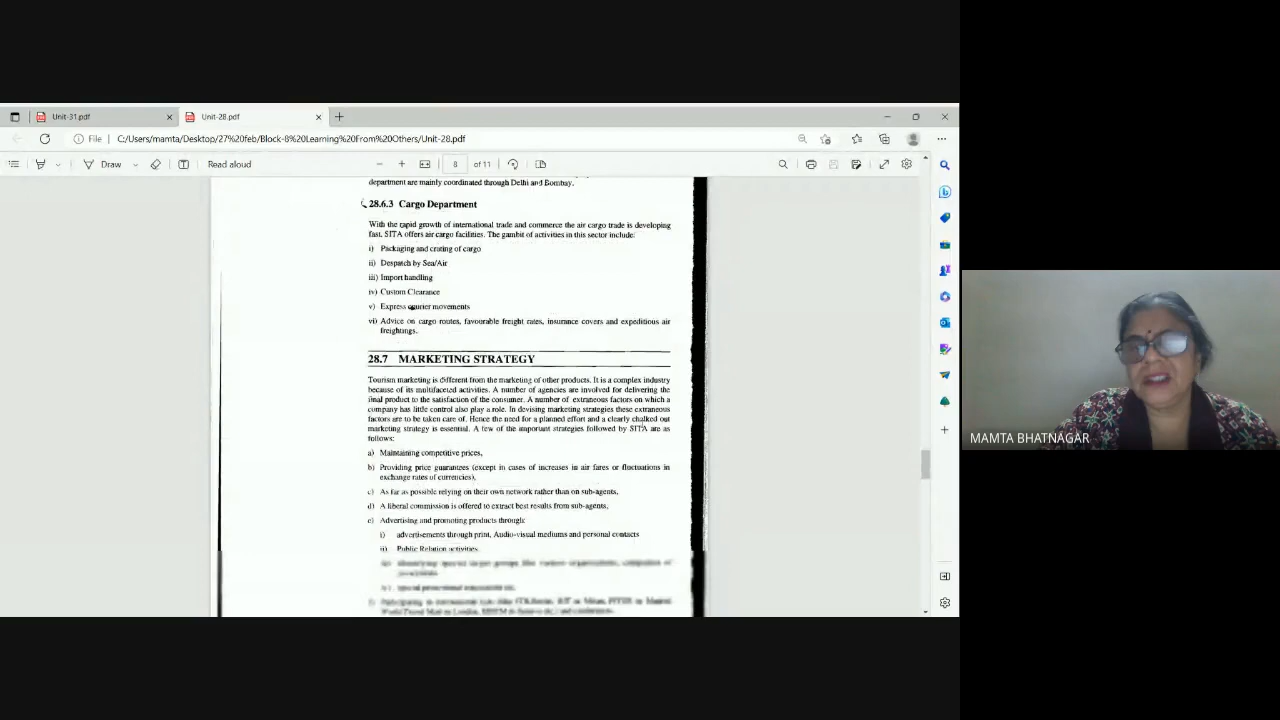 Unit-31.pdf
Unit-28.pdf
File
C:/Users/mamta/Desktop/27%20feb/Block-8%20Learning%20From%20Others/Unit-28.pdf
Draw
Read aloud
8
of 11
department are mainly coordinated through Delhi and Bombay.
28.6.3 Cargo Department
With the rapid growth of international trade and commerce the air cargo trade is developing
fast. SITA offers air cargo facilities. The gambit of activities in this sector include:
i) Packaging and crating of cargo
ii) Despatch by Sea/Air
iii) Import handling
iv) Custom Clearance
v) Express courier movements
vi) Advice on cargo routes, favourable freight rates, insurance covers and expeditious air
freightings.
28.7 MARKETING STRATEGY
Tourism marketing is different from the marketing of other products. It is a complex industry
because of its multifaceted activities. A number of agencies are involved for delivering the
final product to the satisfaction of the consumer. A number of extraneous factors on which a
company has little control also play a role. In devising marketing strategies these extraneous
factors are to be taken care of. Hence the need for a planned effort and a clearly chalked out
marketing strategy is essential. A few of the important strategies followed by SITA are as
follows:
a) Maintaining competitive prices,
b) Providing price guarantees (except in cases of increases in air fares or fluctuations in
exchange rates of currencies),
c) As far as possible relying on their own network rather than on sub-agents,
d) A liberal commission is offered to extract best results from sub-agents,
e) Advertising and promoting products through:
i) advertisements through print, Audio-visual mediums and personal contacts
ii) Public Relation activities,
MAMTA BHATNAGAR